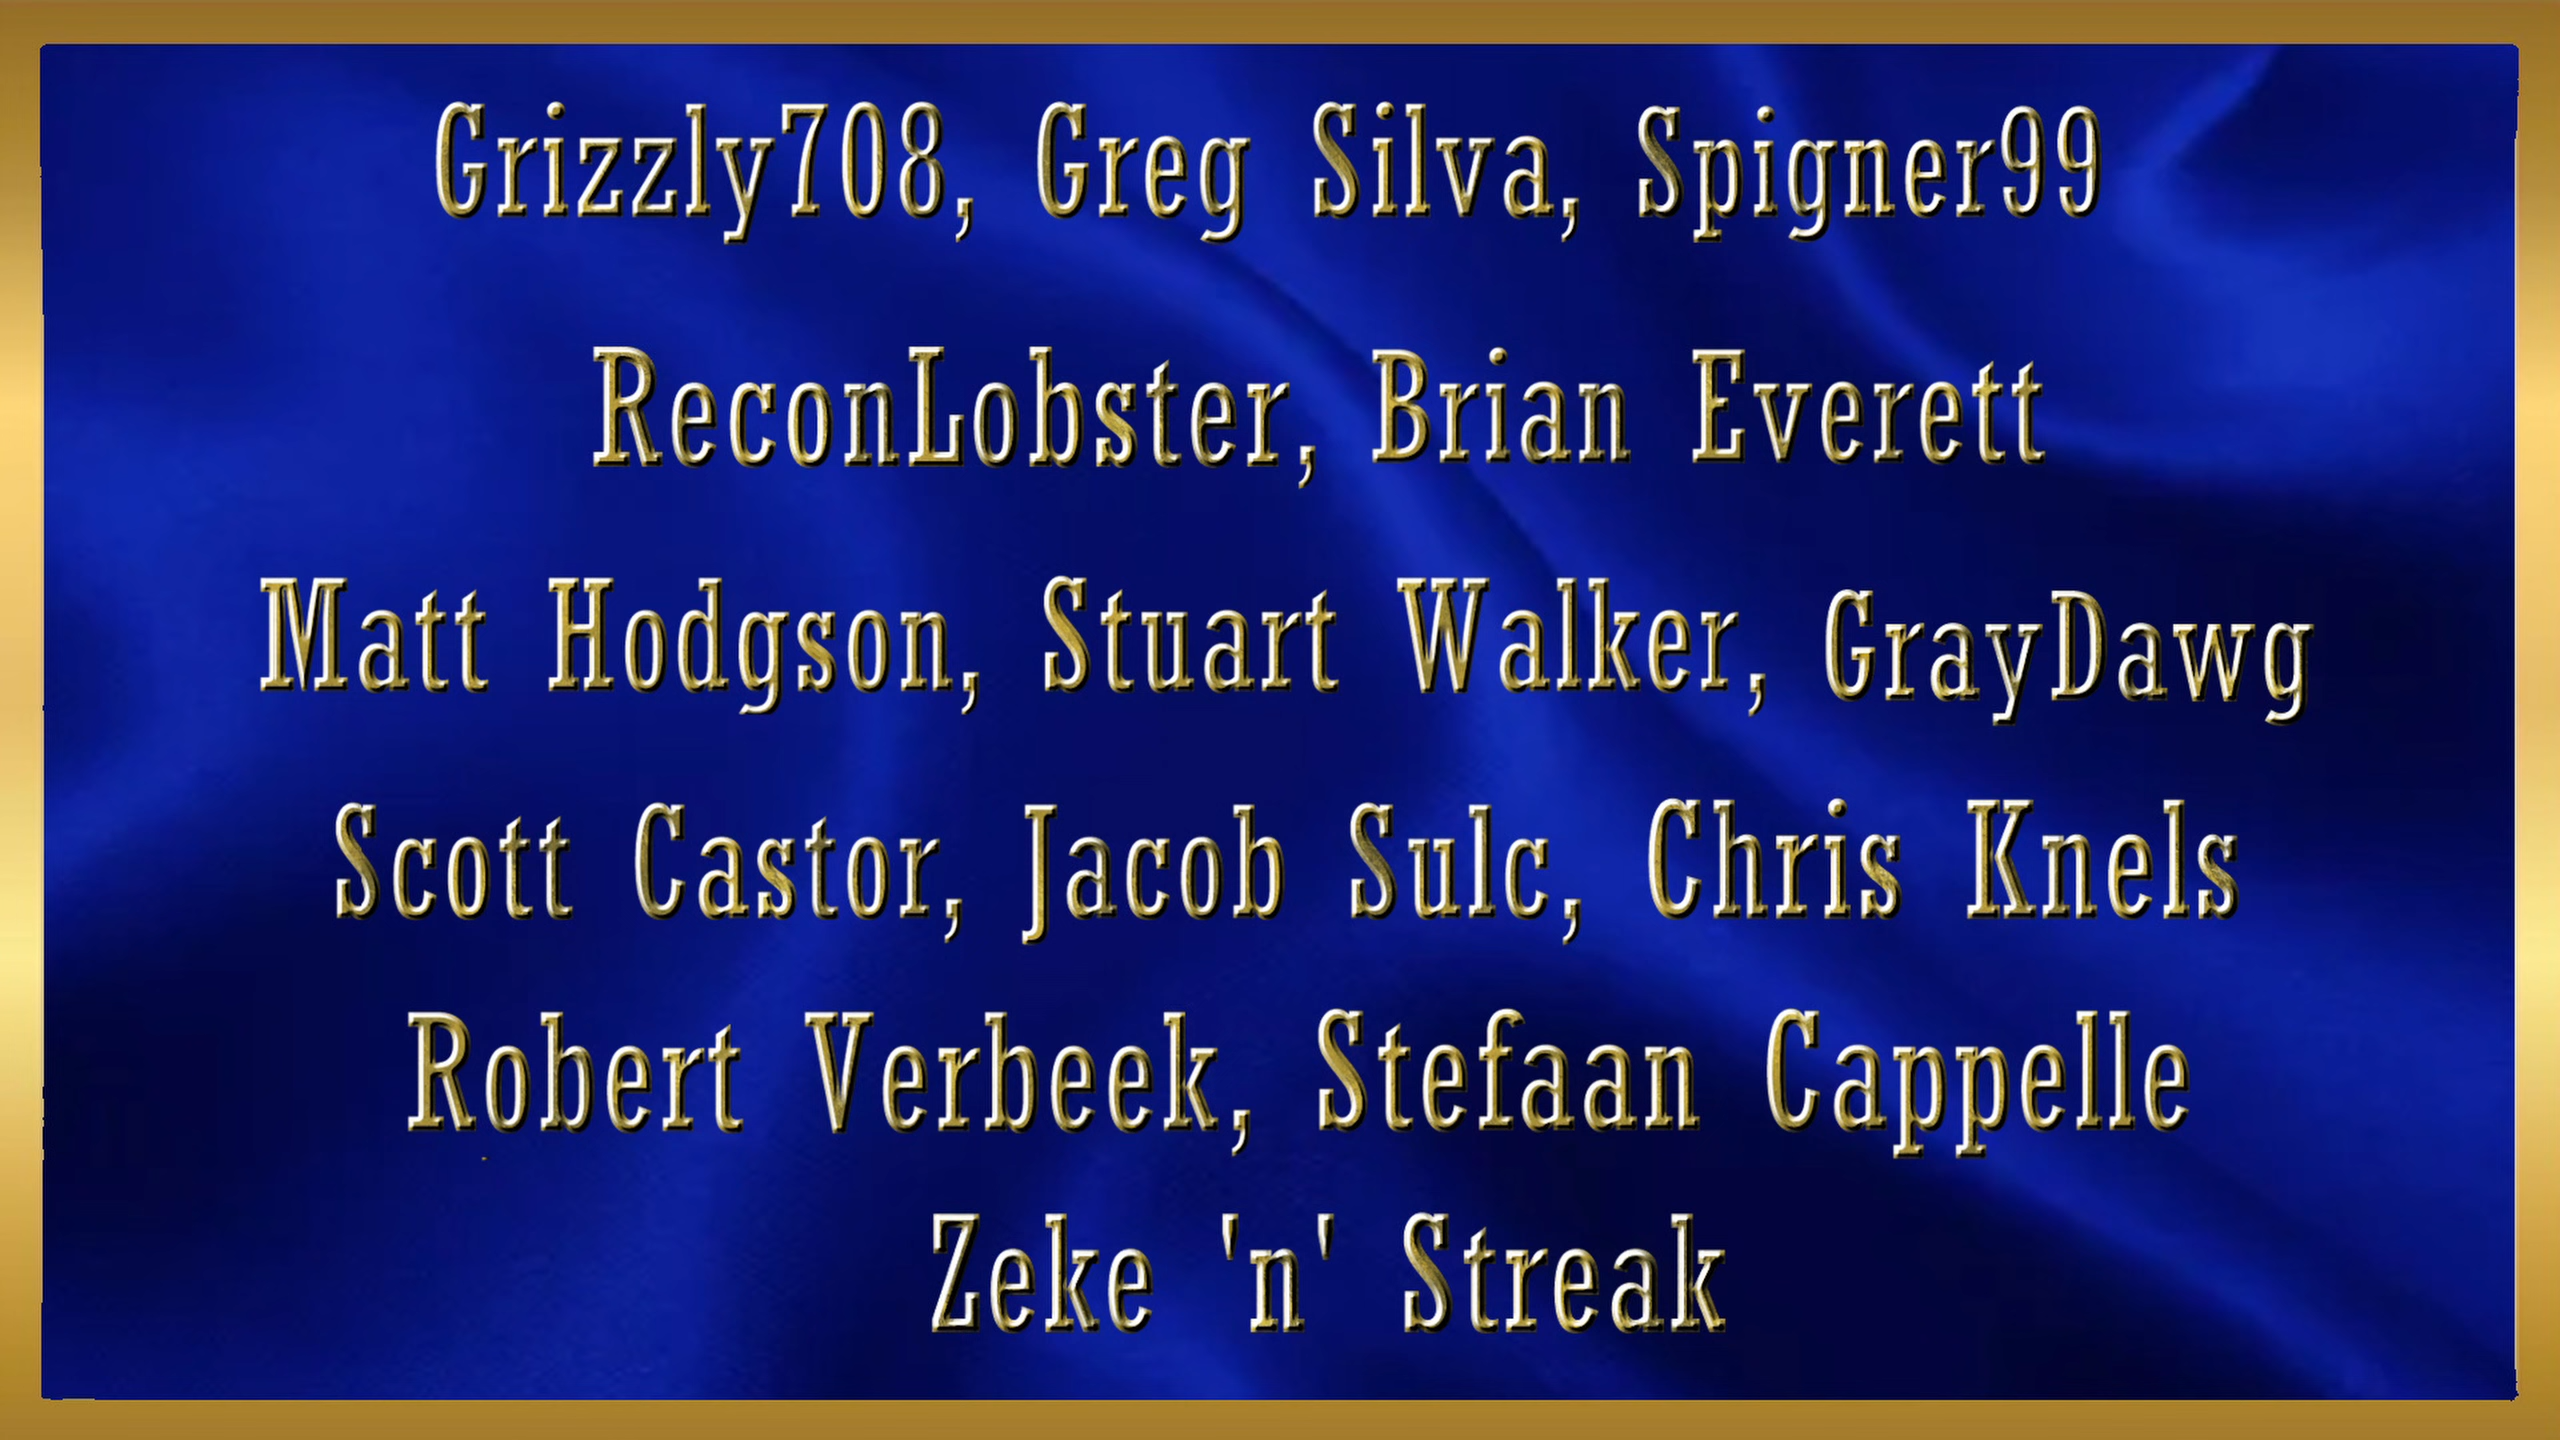 Grizzly708, Greg Silva, Spigner99
ReconLobster, Brian Everett
Matt Hodgson, Stuart Walker, GrayDawg
Scott Castor, Jacob Sulc, Chris Knels
Robert Verbeek, Stefaan Cappelle
Zeke 'n' Streak